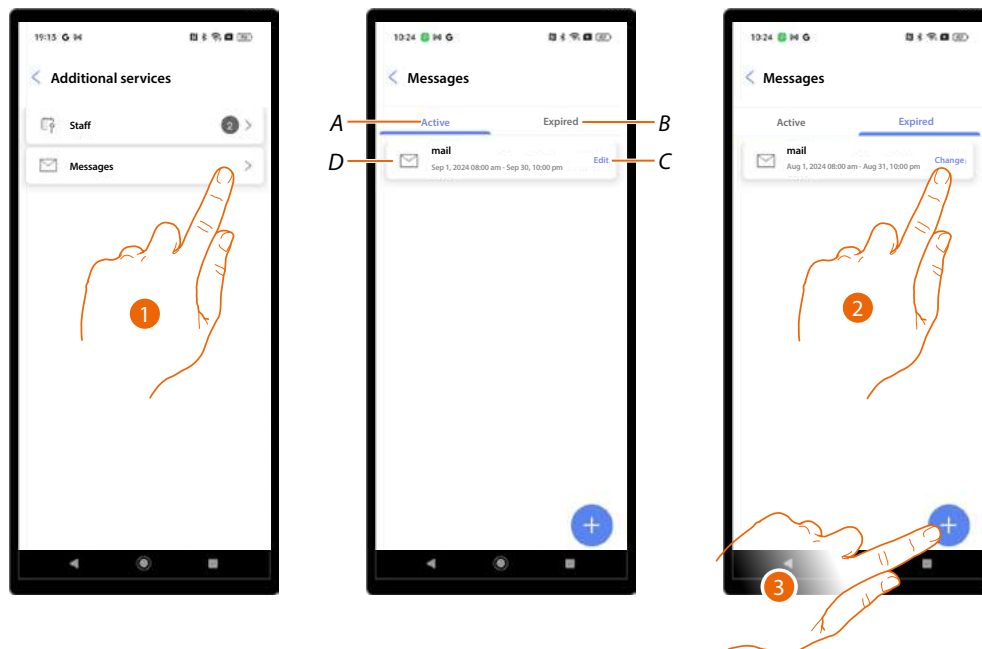 19:15 G
Additional services
Staff
2
Messages
1
10:24 G
Messages
A
Active
Expired
B
D
mail
Sep 1, 2024 08:00 am - Sep 30, 10:00 pm
Edit
C
+
10:24 G
Messages
Active
Expired
mail
Aug 1, 2024 08:00 am - Aug 31, 10:00 pm
Change
2
+
3